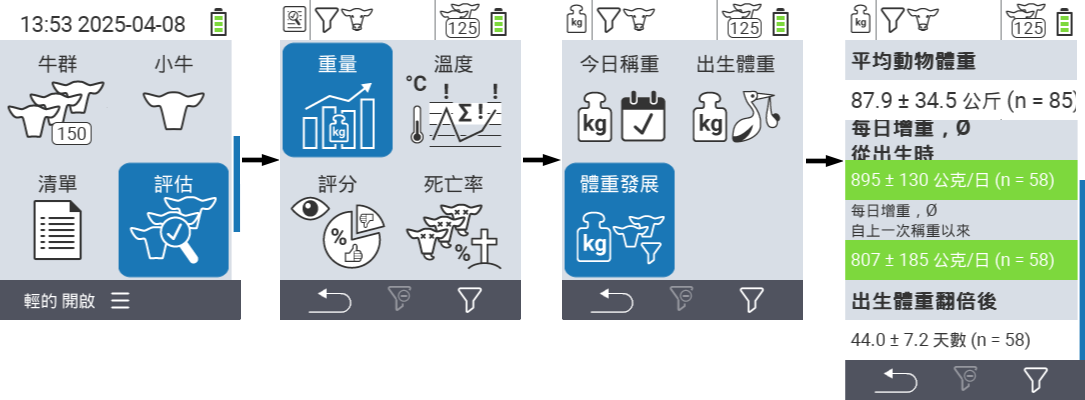 13:53 2025-04-08
牛群
小牛
150
清單
評估
輕的 開啟
125
重量
溫度
kg
°C
! !
Σ!
評分
死亡率
%
%
kg
125
今日稱重
出生體重
kg
kg
體重發展
kg
kg
125
平均動物體重
87.9 ± 34.5 公斤 (n = 85)
每日增重，Ø
從出生時
895 ± 130 公克/日 (n = 58)
每日增重，Ø
自上一次稱重以來
807 ± 185 公克/日 (n = 58)
出生體重翻倍後
44.0 ± 7.2 天數 (n = 58)